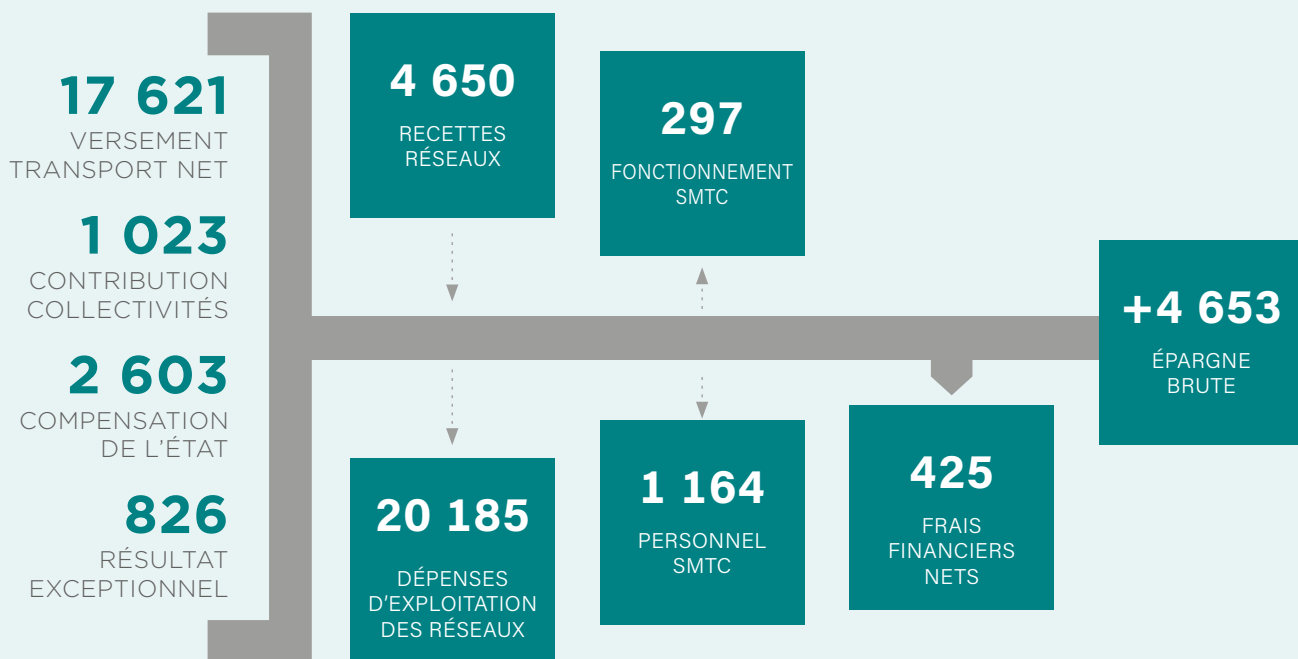 17 621
VERSEMENT
TRANSPORT NET
1 023
CONTRIBUTION
COLLECTIVITÉS
2 603
COMPENSATION
DE L'ÉTAT
826
RÉSULTAT
EXCEPTIONNEL
4 650
RECETTES
RÉSEAUX
20 185
DÉPENSES
D'EXPLOITATION
DES RÉSEAUX
297
FONCTIONNEMENT
SMTC
1 164
PERSONNEL
SMTC
425
FRAIS
FINANCIERS
NETS
+4 653
ÉPARGNE
BRUTE